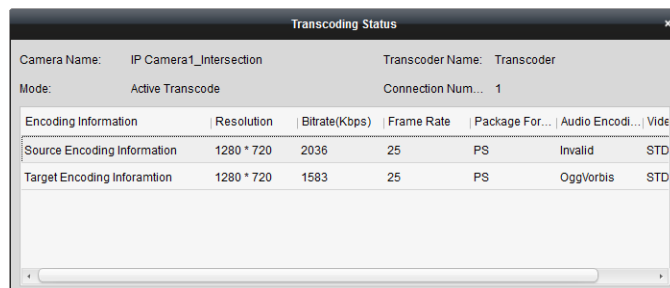 Transcoding Status
Camera Name: IP Camera1_Intersection Transcoder Name: Transcoder
Mode: Active Transcode Connection Num... 1
Encoding Information Resolution Bitrate(Kbps) Frame Rate Package For... Audio Encodi... Vide
Source Encoding Information 1280 * 720 2036 25 PS Invalid STD
Target Encoding Inforamtion 1280 * 720 1583 25 PS OggVorbis STD